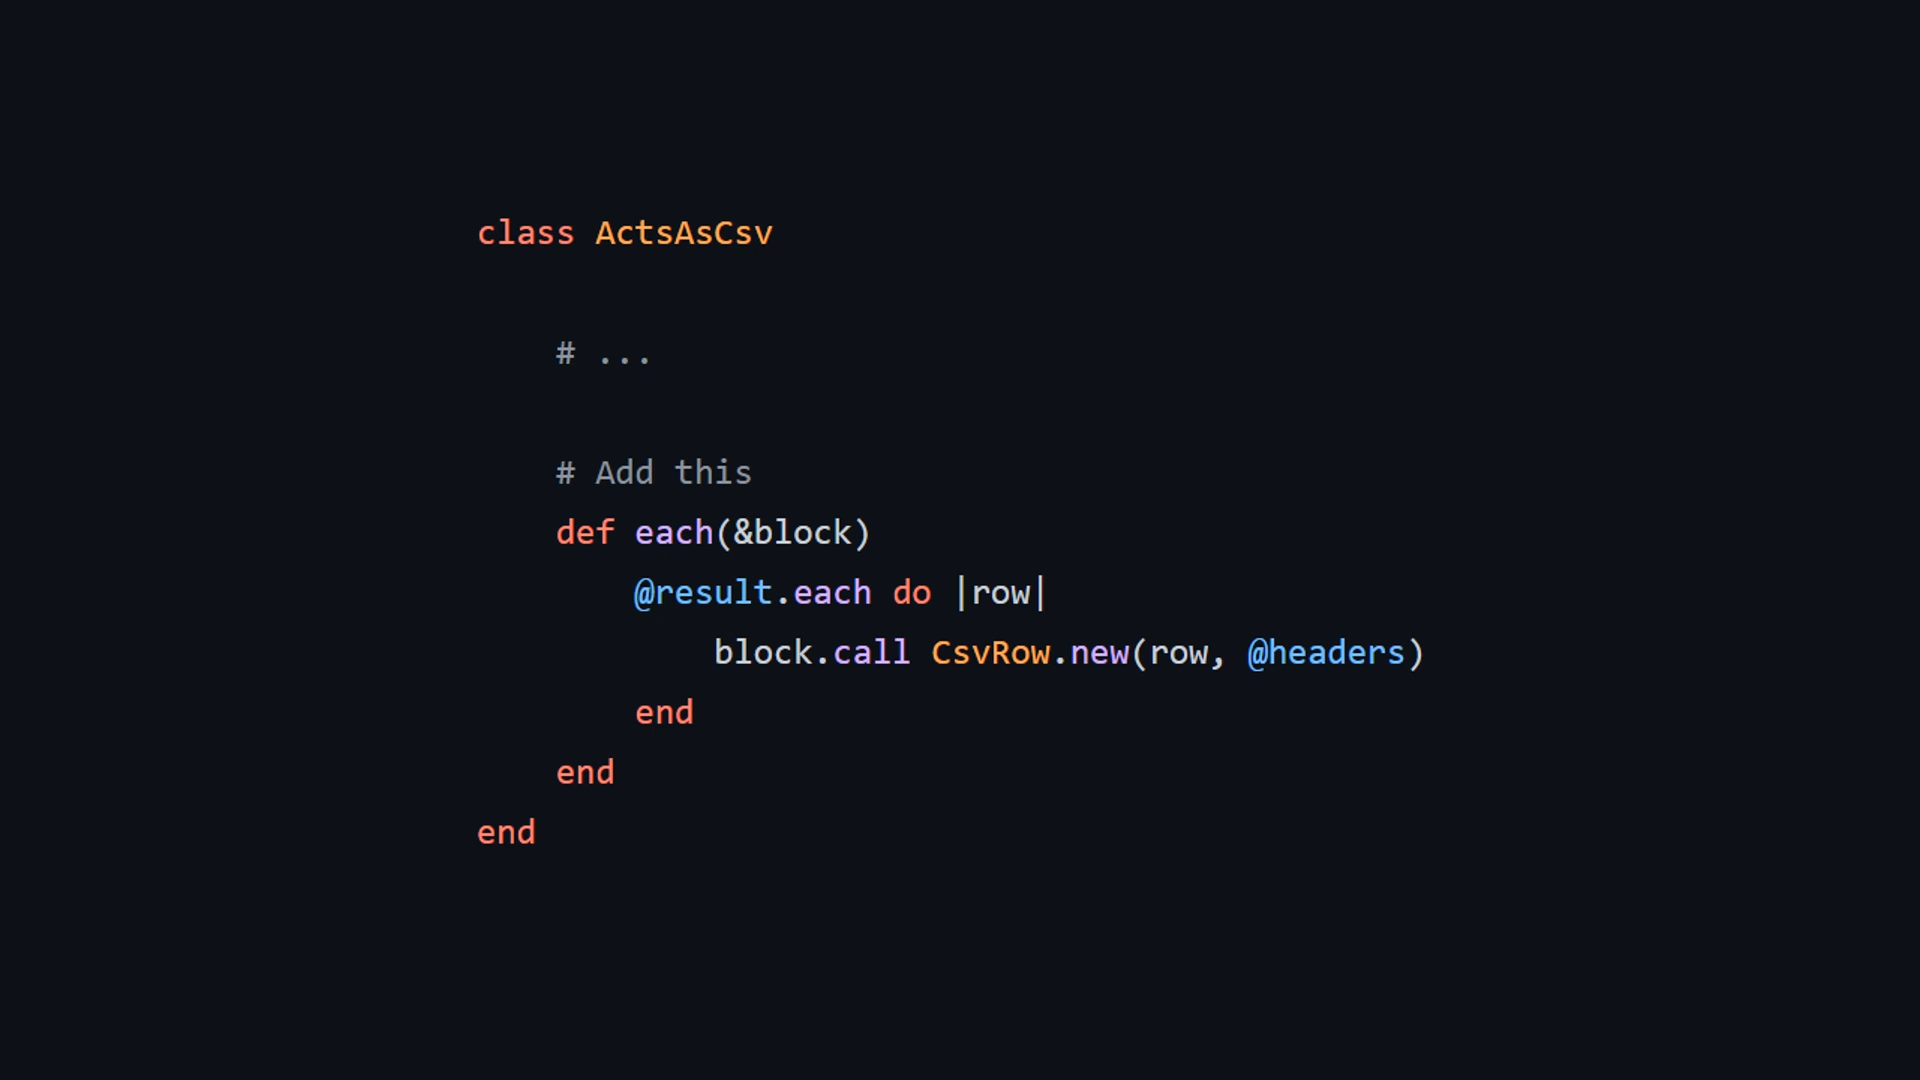 class ActsAsCsv
# ...
# Add this
def each(&block)
@result.each do |row|
block.call CsvRow.new(row, @headers)
end
end
end